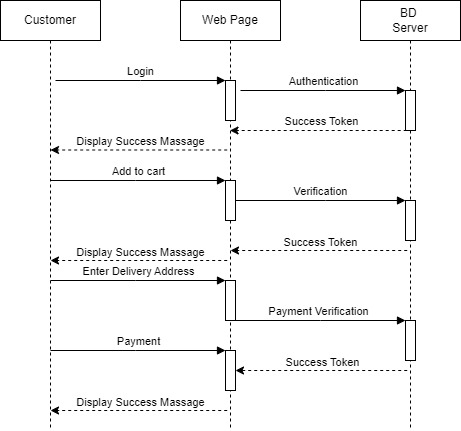 Customer
Web Page
BD
Server
Login
Authentication
Success Token
Display Success Massage
Add to cart
Verification
Success Token
Display Success Massage
Enter Delivery Address
Payment Verification
Payment
Success Token
Display Success Massage